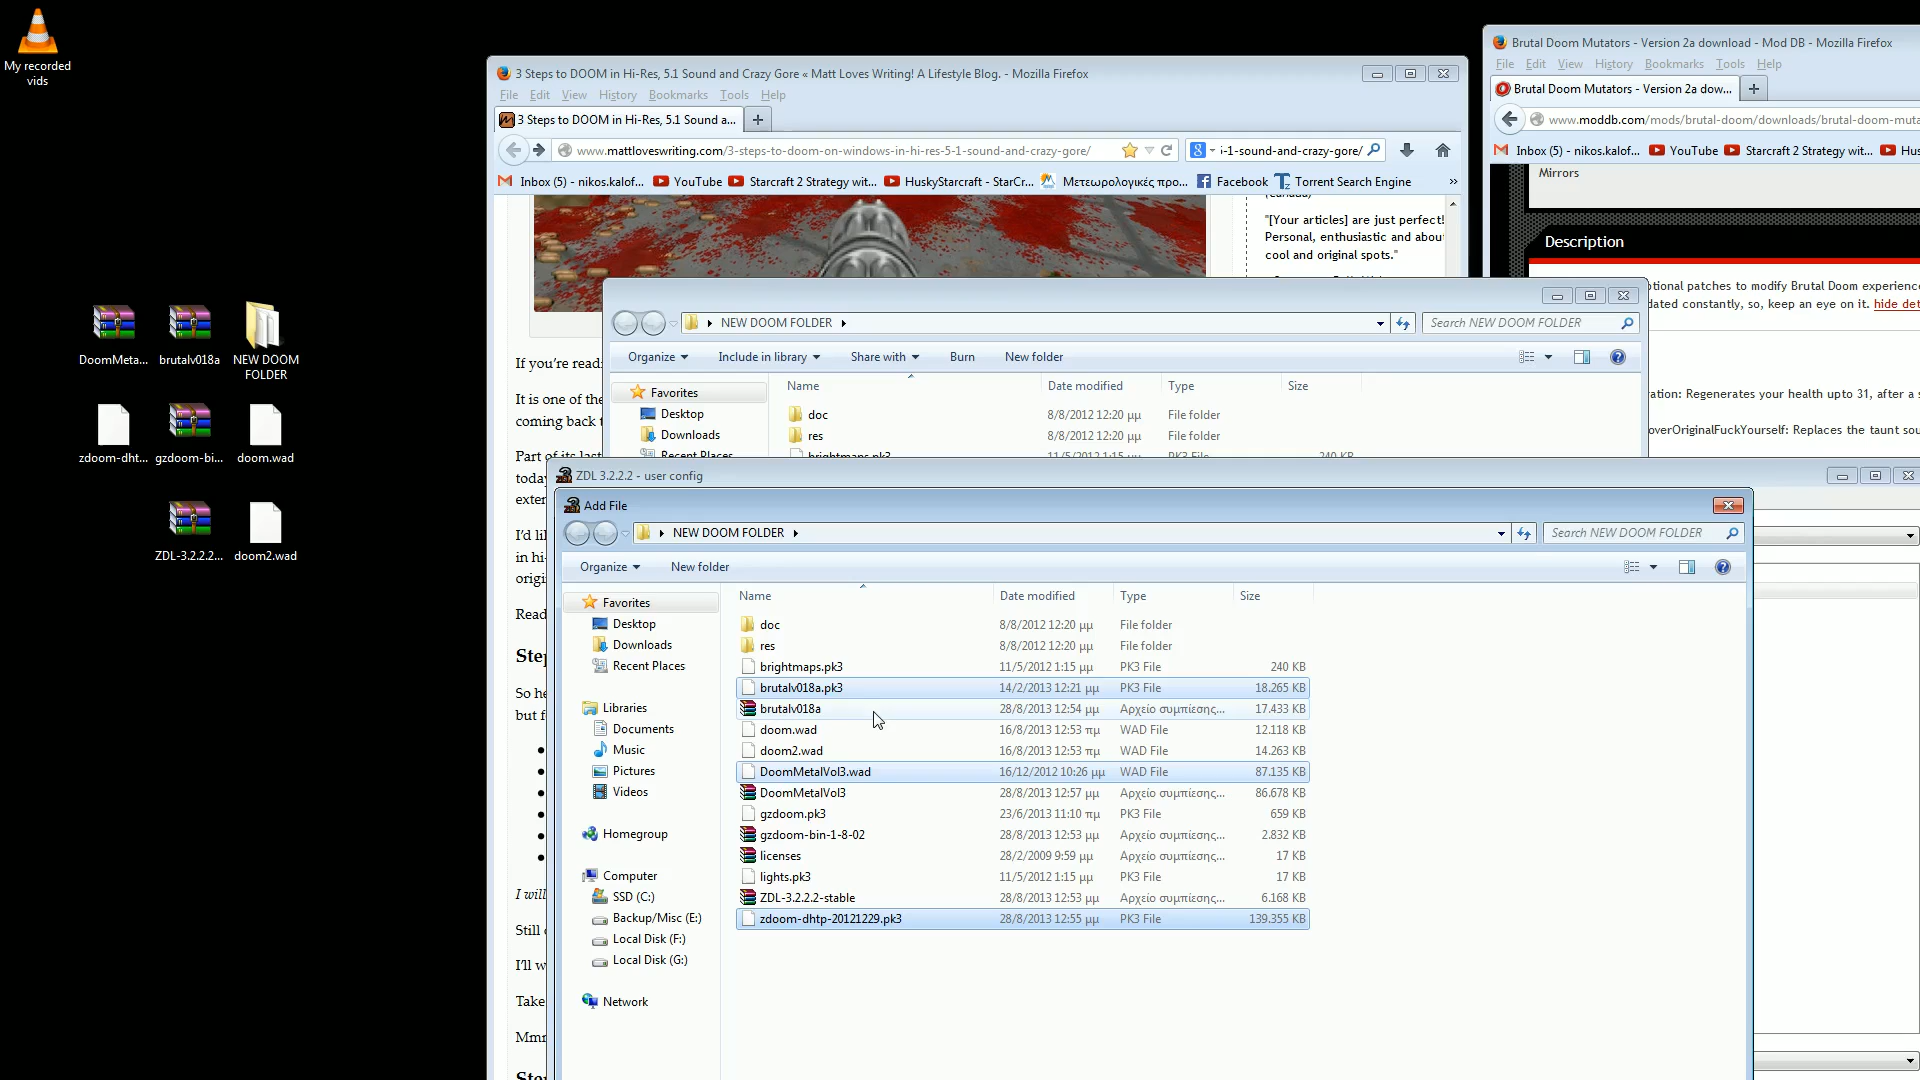 My recorded
vids
DoomMeta...
brutalv018a
NEW DOOM
FOLDER
zdoom-dht...
gzdoom-bi...
doom.wad
ZDL-3.2.2.2...
doom2.wad
3 Steps to DOOM in Hi-Res, 5.1 Sound and Crazy Gore « Matt Loves Writing! A Lifestyle Blog. - Mozilla Firefox
File Edit View History Bookmarks Tools Help
3 Steps to DOOM in Hi-Res, 5.1 Sound a...
www.mattloveswriting.com/3-steps-to-doom-on-windows-in-hi-res-5-1-sound-and-crazy-gore/
i-1-sound-and-crazy-gore/
Inbox (5) - nikos.kalof... YouTube Starcraft 2 Strategy wit... HuskyStarcraft - StarCr... Μετεωρολογικές προ... Facebook Torrent Search Engine
"[Your articles] are just perfect!
Personal, enthusiastic and about
cool and original spots."
If you're readi
It is one of the
coming back t
Part of its last
today
exter
I'd lil
in hi-
origi
Read
Step
So he
but f
I will
Still
I'll w
Take
Mmr
Brutal Doom Mutators - Version 2a download - Mod DB - Mozilla Firefox
File Edit View History Bookmarks Tools Help
Brutal Doom Mutators - Version 2a dow...
www.moddb.com/mods/brutal-doom/downloads/brutal-doom-muta
Inbox (5) - nikos.kalof... YouTube Starcraft 2 Strategy wit... Hus
Mirrors
Description
tional patches to modify Brutal Doom experience
dated constantly, so, keep an eye on it. hide det
ration: Regenerates your health upto 31, after a s
overOriginalFuckYourself: Replaces the taunt sou
NEW DOOM FOLDER
Search NEW DOOM FOLDER
Organize Include in library Share with Burn New folder
Favorites
Desktop
Downloads
Recent Places
Name Date modified Type Size
doc 8/8/2012 12:20 μμ File folder
res 8/8/2012 12:20 μμ File folder
brightmaps.pk3 11/5/2012 1:15 μμ PK3 File 240 KB
ZDL 3.2.2.2 - user config
Add File
NEW DOOM FOLDER
Search NEW DOOM FOLDER
Organize New folder
Favorites
Desktop
Downloads
Recent Places
Libraries
Documents
Music
Pictures
Videos
Homegroup
Computer
SSD (C:)
Backup/Misc (E:)
Local Disk (F:)
Local Disk (G:)
Network
Name Date modified Type Size
doc 8/8/2012 12:20 μμ File folder
res 8/8/2012 12:20 μμ File folder
brightmaps.pk3 11/5/2012 1:15 μμ PK3 File 240 KB
brutalv018a.pk3 14/2/2013 12:21 μμ PK3 File 18.265 KB
brutalv018a 28/8/2013 12:54 μμ Αρχείο συμπίεσης... 17.433 KB
doom.wad 16/8/2013 12:53 πμ WAD File 12.118 KB
doom2.wad 16/8/2013 12:53 πμ WAD File 14.263 KB
DoomMetalVol3.wad 16/12/2012 10:26 μμ WAD File 87.135 KB
DoomMetalVol3 28/8/2013 12:57 μμ Αρχείο συμπίεσης... 86.678 KB
gzdoom.pk3 23/6/2013 11:10 πμ PK3 File 659 KB
gzdoom-bin-1-8-02 28/8/2013 12:53 μμ Αρχείο συμπίεσης... 2.832 KB
licenses 28/2/2009 9:59 μμ Αρχείο συμπίεσης... 17 KB
lights.pk3 11/5/2012 1:15 μμ PK3 File 17 KB
ZDL-3.2.2.2-stable 28/8/2013 12:53 μμ Αρχείο συμπίεσης... 6.168 KB
zdoom-dhtp-20121229.pk3 28/8/2013 12:55 μμ PK3 File 139.355 KB